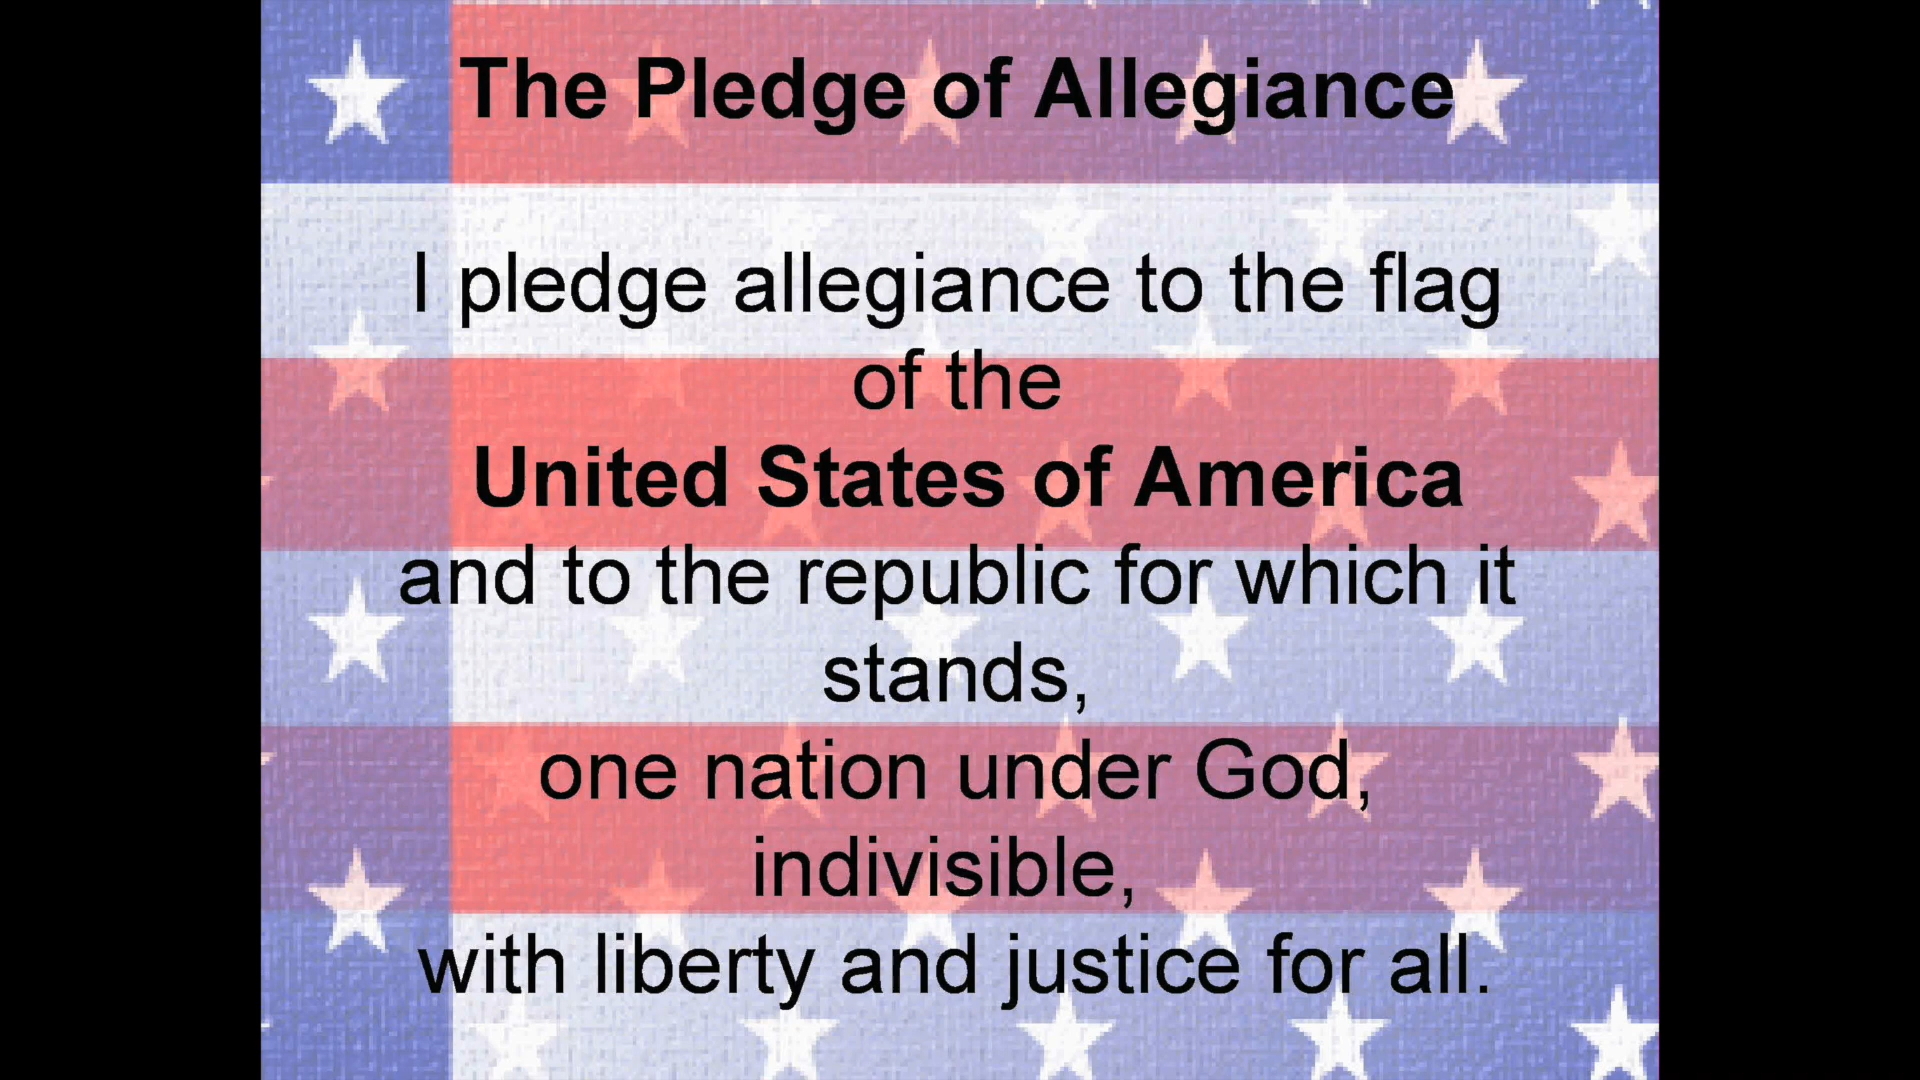 The Pledge of Allegiance
I pledge allegiance to the flag
of the
United States of America
and to the republic for which it
stands,
one nation under God,
indivisible,
with liberty and justice for all.